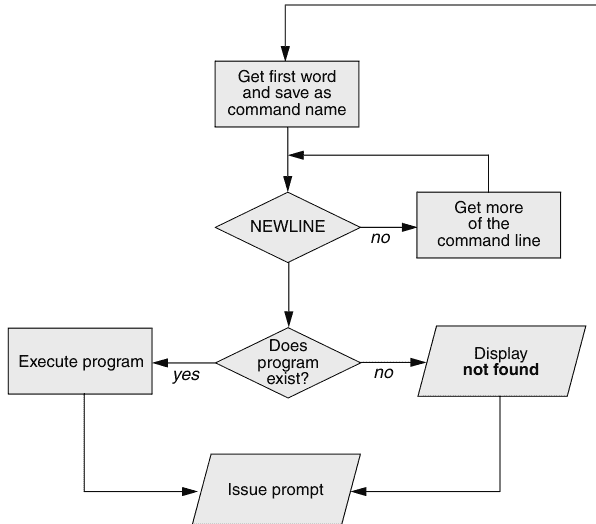 Get first word
and save as
command name
NEWLINE
no
Get more
of the
command line
Does
program
exist?
yes
no
Execute program
Display
not found
Issue prompt